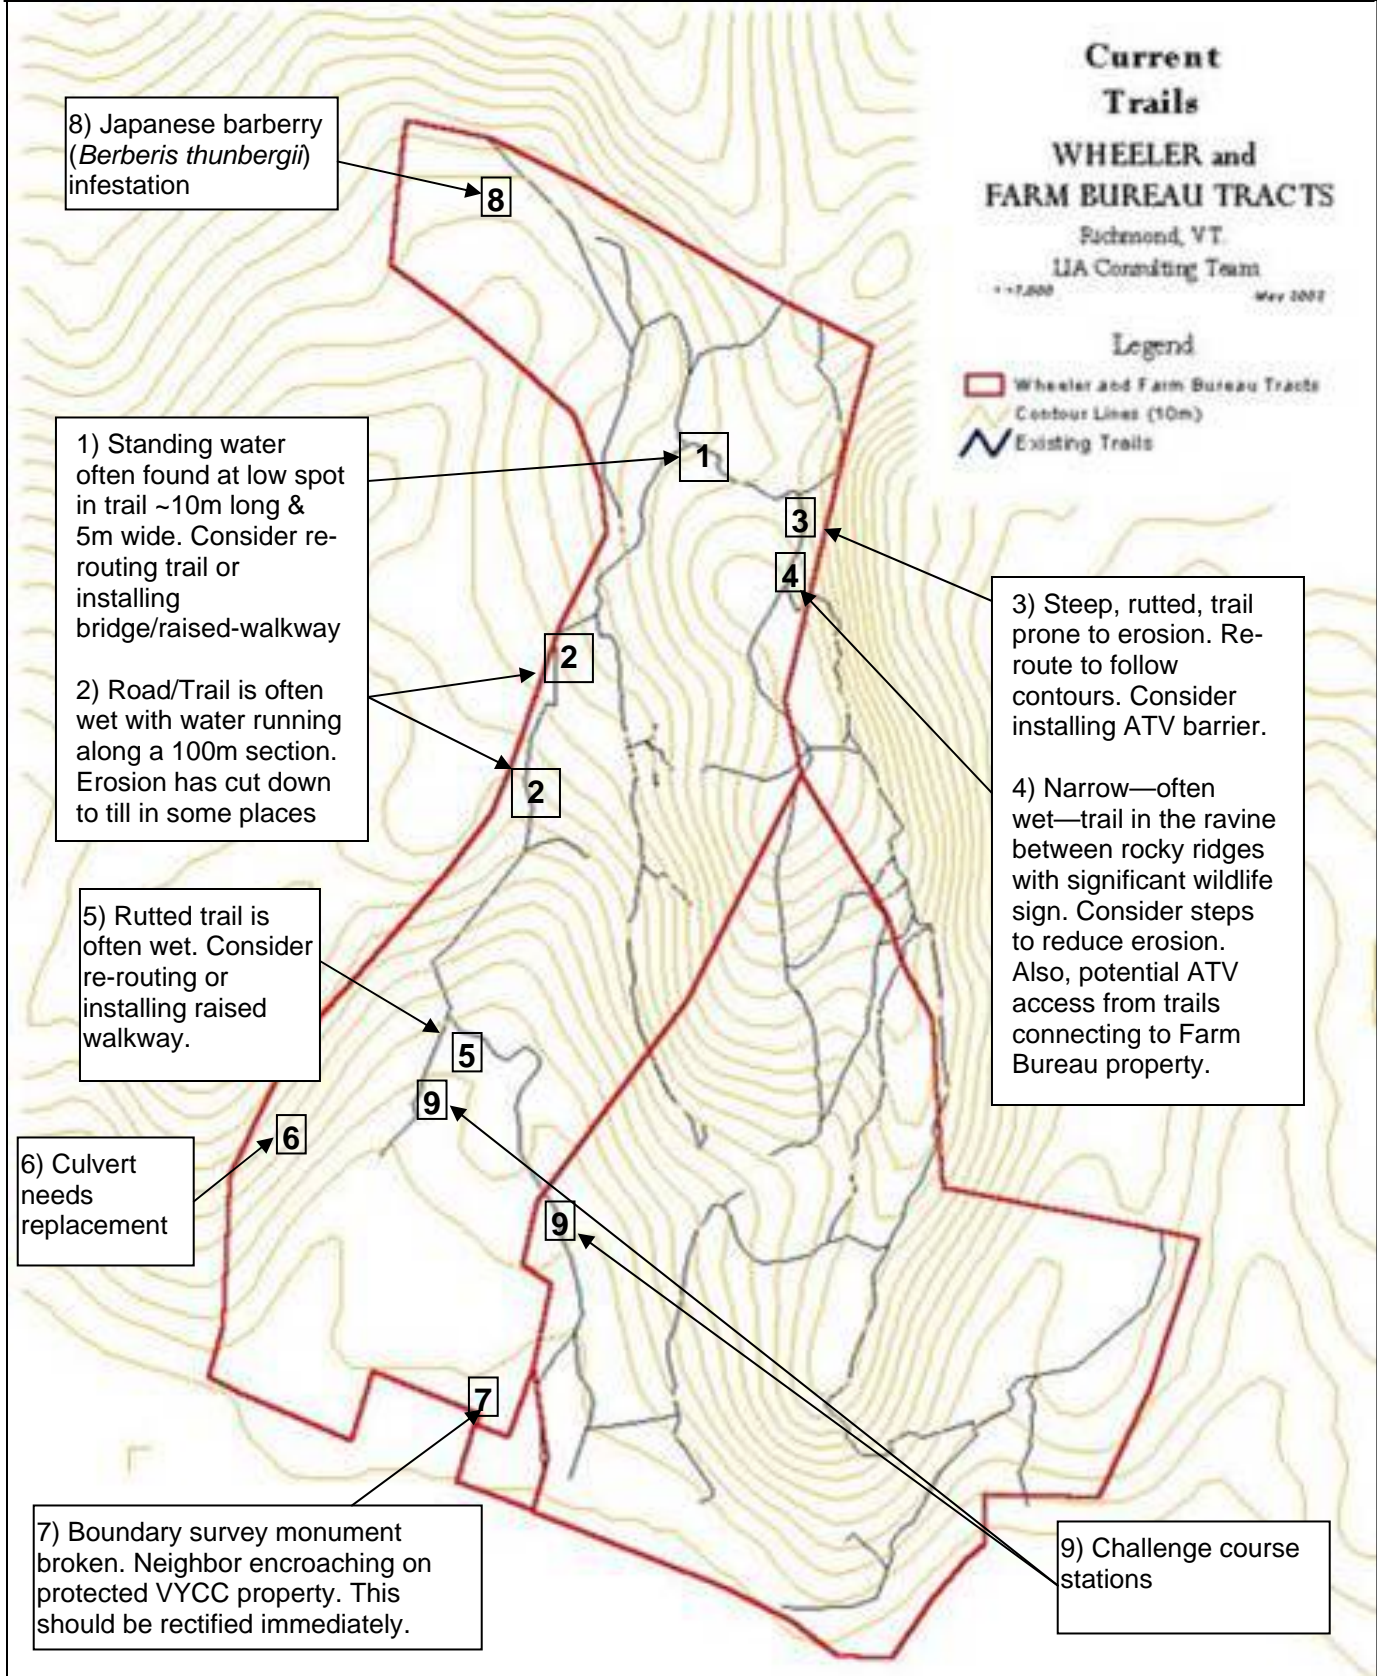 Current
Trails
WHEELER and
FARM BUREAU TRACTS
Richmond, VT.
LIA Consulting Team
May 2002
Legend
Wheeler and Farm Bureau Tracts
Contour Lines (10m)
Existing Trails
8) Japanese barberry
(Berberis thunbergii)
infestation
8
1) Standing water
often found at low spot
in trail ~10m long &
5m wide. Consider re-
routing trail or
installing
bridge/raised-walkway
2) Road/Trail is often
wet with water running
along a 100m section.
Erosion has cut down
to till in some places
1
3
4
2
2
3) Steep, rutted, trail
prone to erosion. Re-
route to follow
contours. Consider
installing ATV barrier.
4) Narrow—often
wet—trail in the ravine
between rocky ridges
with significant wildlife
sign. Consider steps
to reduce erosion.
Also, potential ATV
access from trails
connecting to Farm
Bureau property.
5) Rutted trail is
often wet. Consider
re-routing or
installing raised
walkway.
5
9
6
6) Culvert
needs
replacement
9
7
7) Boundary survey monument
broken. Neighbor encroaching on
protected VYCC property. This
should be rectified immediately.
9) Challenge course
stations